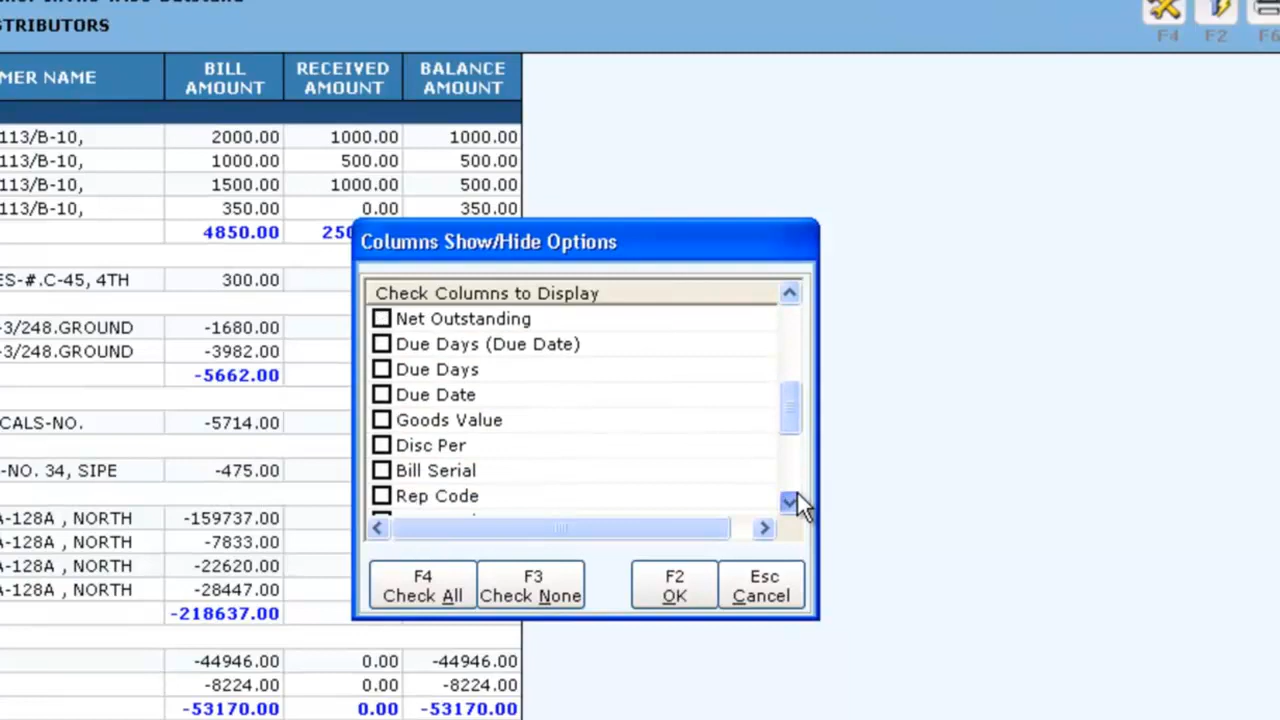 STRIBUTORS
F4 F2 F6
MER NAME BILL AMOUNT RECEIVED AMOUNT BALANCE AMOUNT
113/B-10, 2000.00 1000.00 1000.00
113/B-10, 1000.00 500.00 500.00
113/B-10, 1500.00 1000.00 500.00
113/B-10, 350.00 0.00 350.00
4850.00 250
ES-#.C-45, 4TH 300.00
-3/248.GROUND -1680.00
-3/248.GROUND -3982.00
-5662.00
CALS-NO. -5714.00
-NO. 34, SIPE -475.00
A-128A , NORTH -159737.00
A-128A , NORTH -7833.00
A-128A , NORTH -22620.00
A-128A , NORTH -28447.00
-218637.00
-44946.00 0.00 -44946.00
-8224.00 0.00 -8224.00
-53170.00 0.00 -53170.00
Columns Show/Hide Options
Check Columns to Display
Net Outstanding
Due Days (Due Date)
Due Days
Due Date
Goods Value
Disc Per
Bill Serial
Rep Code
F4 F3 F2 Esc
Check All Check None OK Cancel